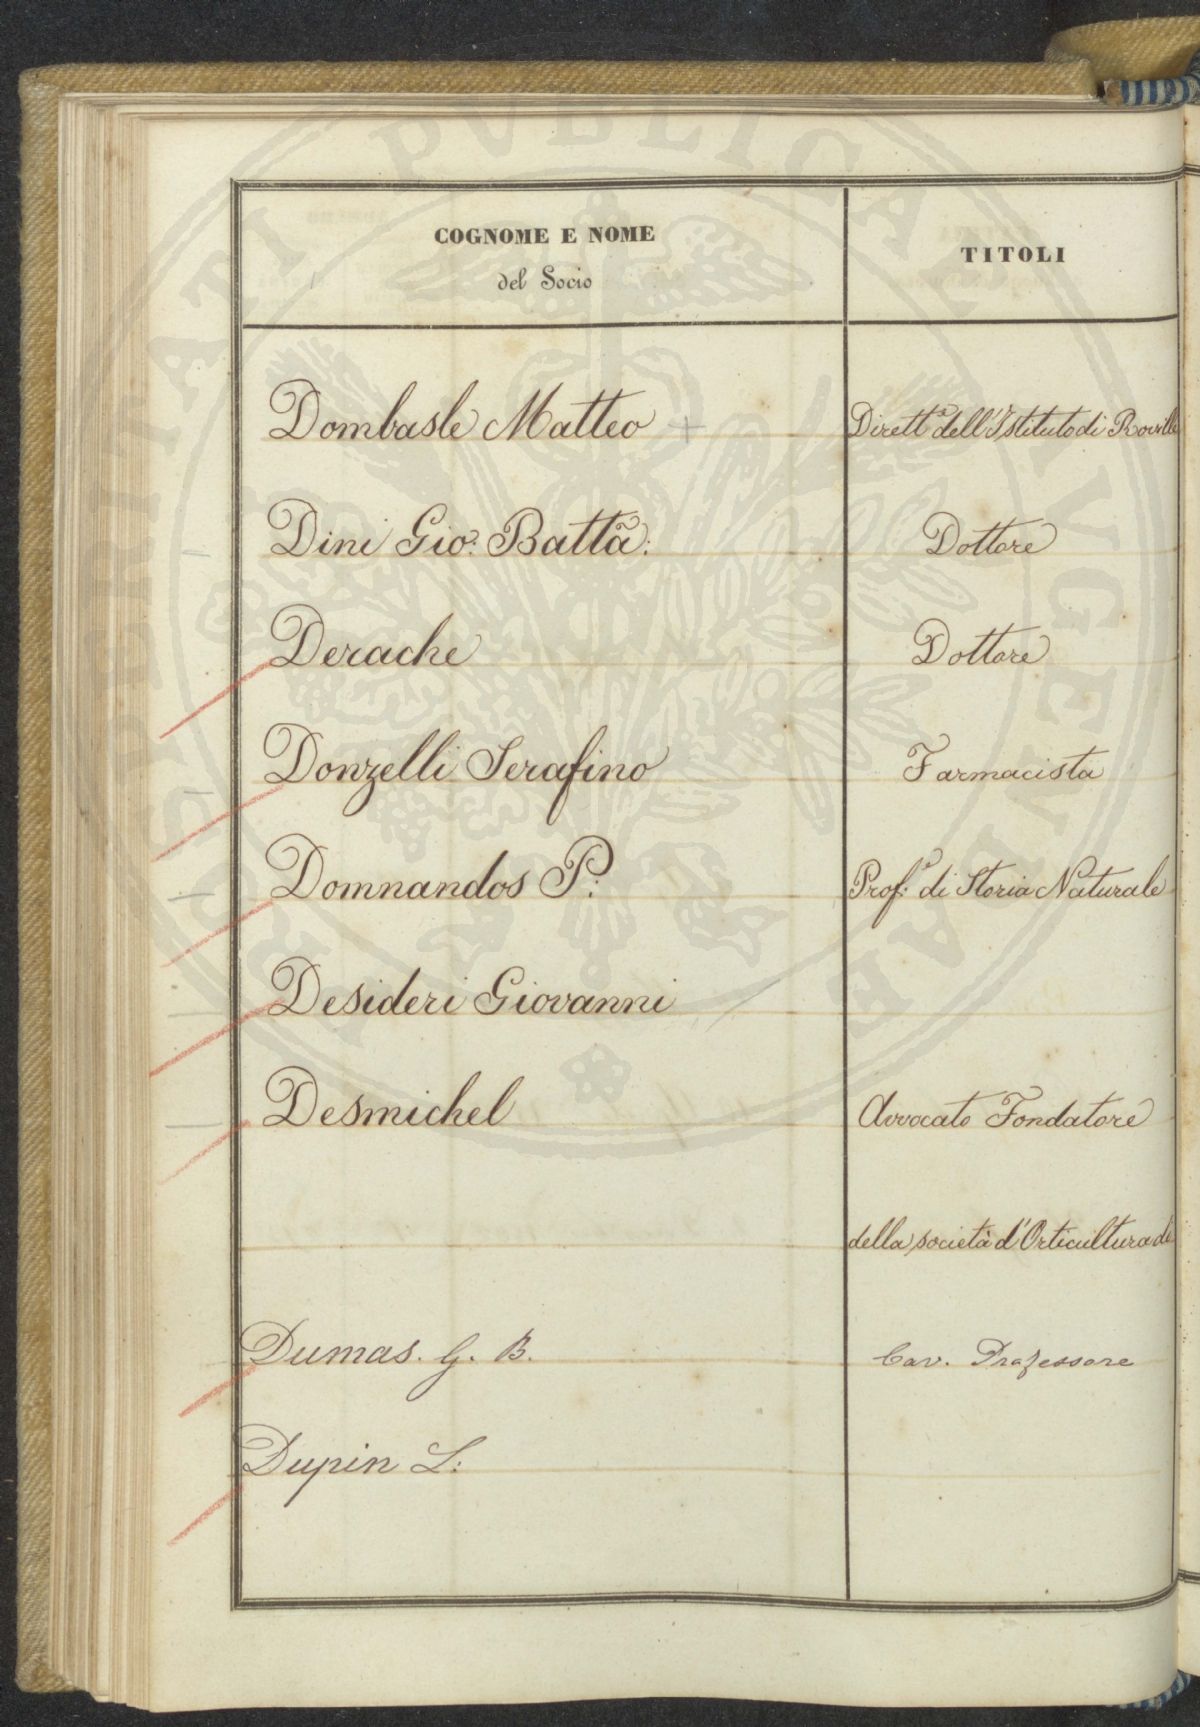 COGNOME E NOME
del Socio
TITOLI
Dombasle Matteo +
Dirett.e dell'Istituto di Roville
Dini Gio: Battã:
Dottore
Derache
Dottore
Donzelli Serafino
Farmacista
Domnandos P:
Prof.e di Storia Naturale
Desideri Giovanni
Desmichel
Avvocato Fondatore
della società d'Orticultura di
Dumas. G. B.
Cav. Professore
Dupin L: